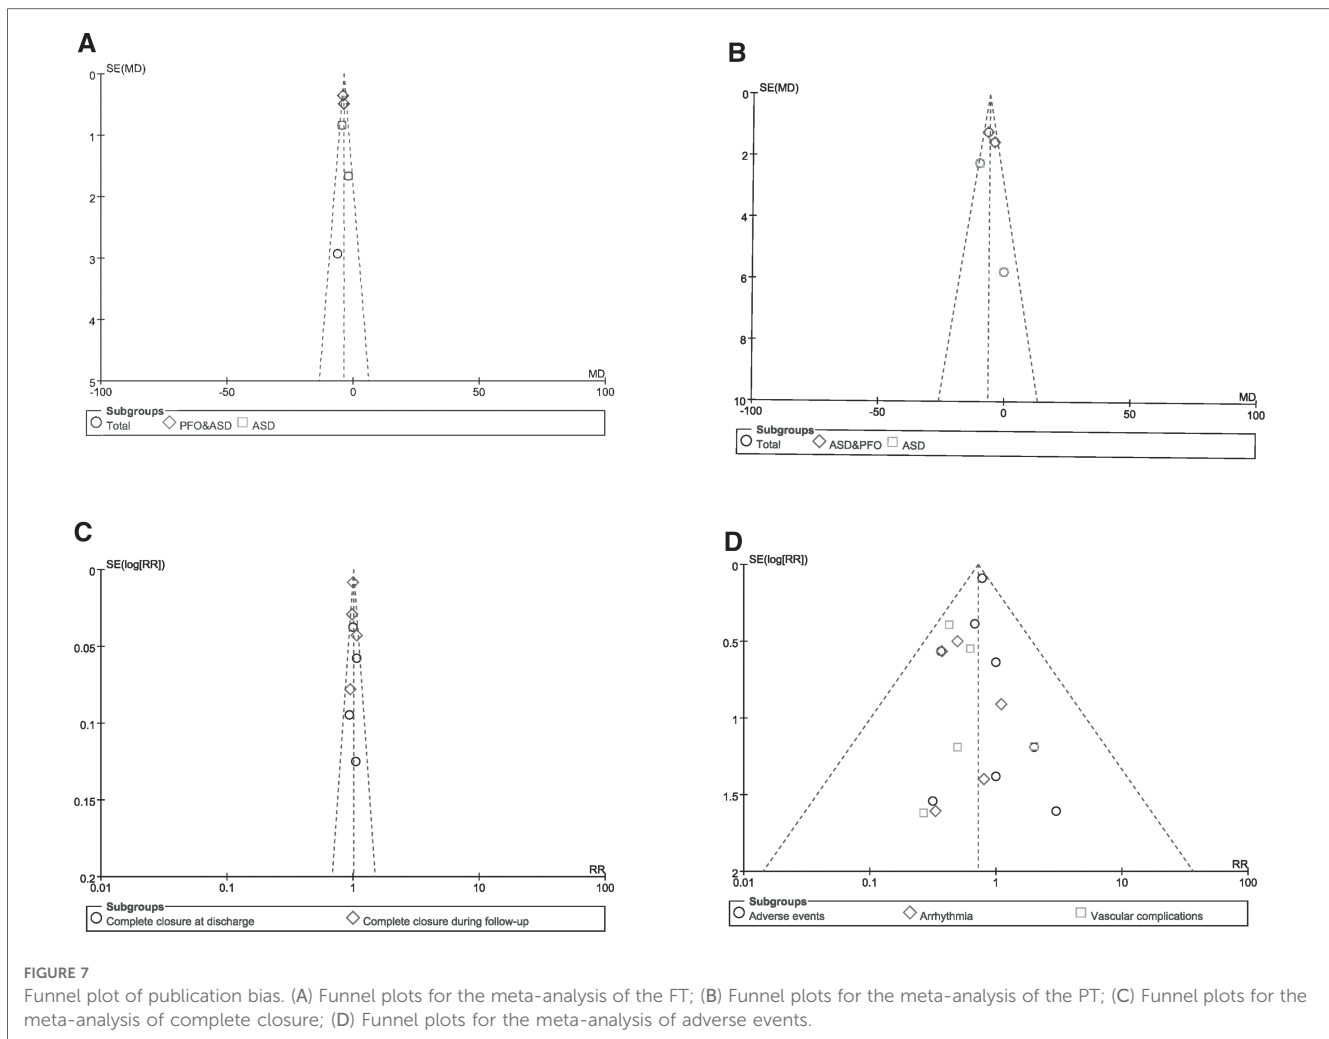 A
SE(MD)
0
1
2
3
4
5
-100
-50
0
50
100
MD
Subgroups
Total
PFO&ASD
ASD
B
SE(MD)
0
2
4
6
8
10
-100
-50
0
50
100
MD
Subgroups
Total
ASD&PFO
ASD
C
SE(log[RR])
0
0.05
0.1
0.15
0.2
0.01
0.1
1
10
100
RR
Subgroups
Complete closure at discharge
Complete closure during follow-up
D
SE(log[RR])
0
0.5
1
1.5
2
0.01
0.1
1
10
100
RR
Subgroups
Adverse events
Arrhythmia
Vascular complications
FIGURE 7
Funnel plot of publication bias. (A) Funnel plots for the meta-analysis of the FT; (B) Funnel plots for the meta-analysis of the PT; (C) Funnel plots for the
meta-analysis of complete closure; (D) Funnel plots for the meta-analysis of adverse events.